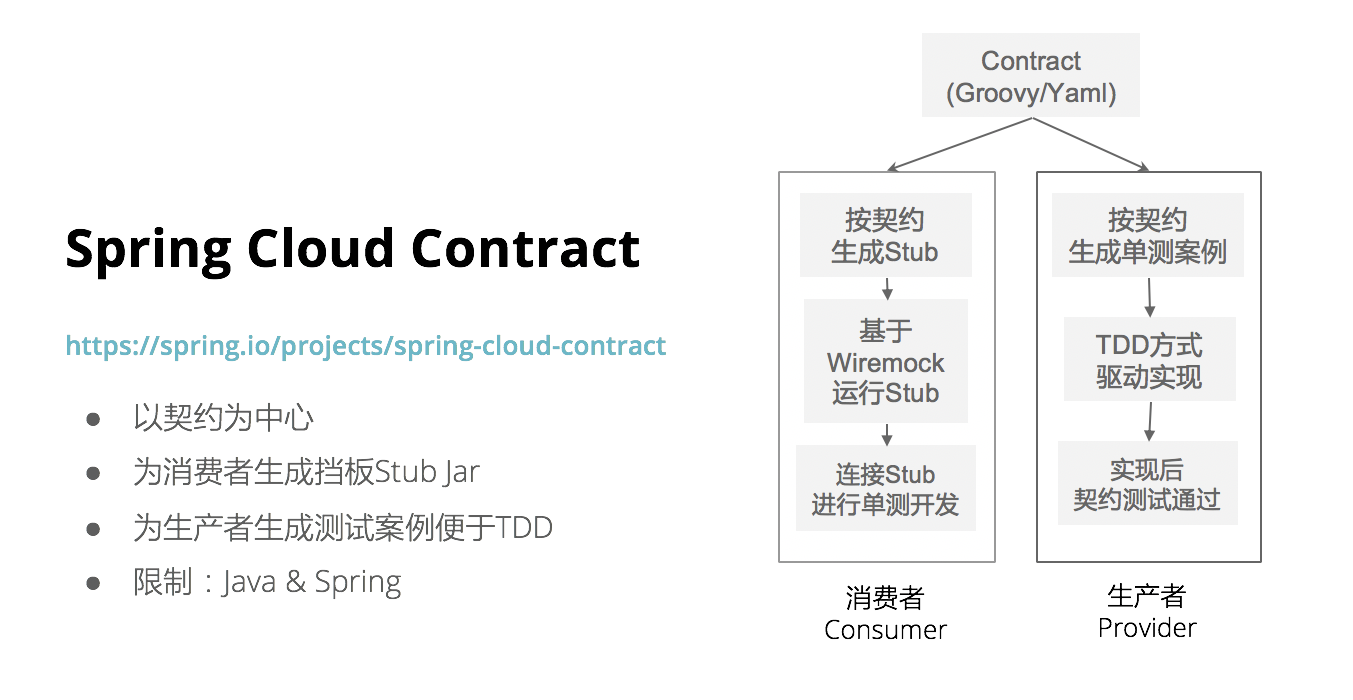 Spring Cloud Contract
https://spring.io/projects/spring-cloud-contract
● 以契约为中心
● 为消费者生成挡板Stub Jar
● 为生产者生成测试案例便于TDD
● 限制：Java & Spring
Contract
(Groovy/Yaml)
按契约
生成Stub
基于
Wiremock
运行Stub
连接Stub
进行单测开发
消费者
Consumer
按契约
生成单测案例
TDD方式
驱动实现
实现后
契约测试通过
生产者
Provider